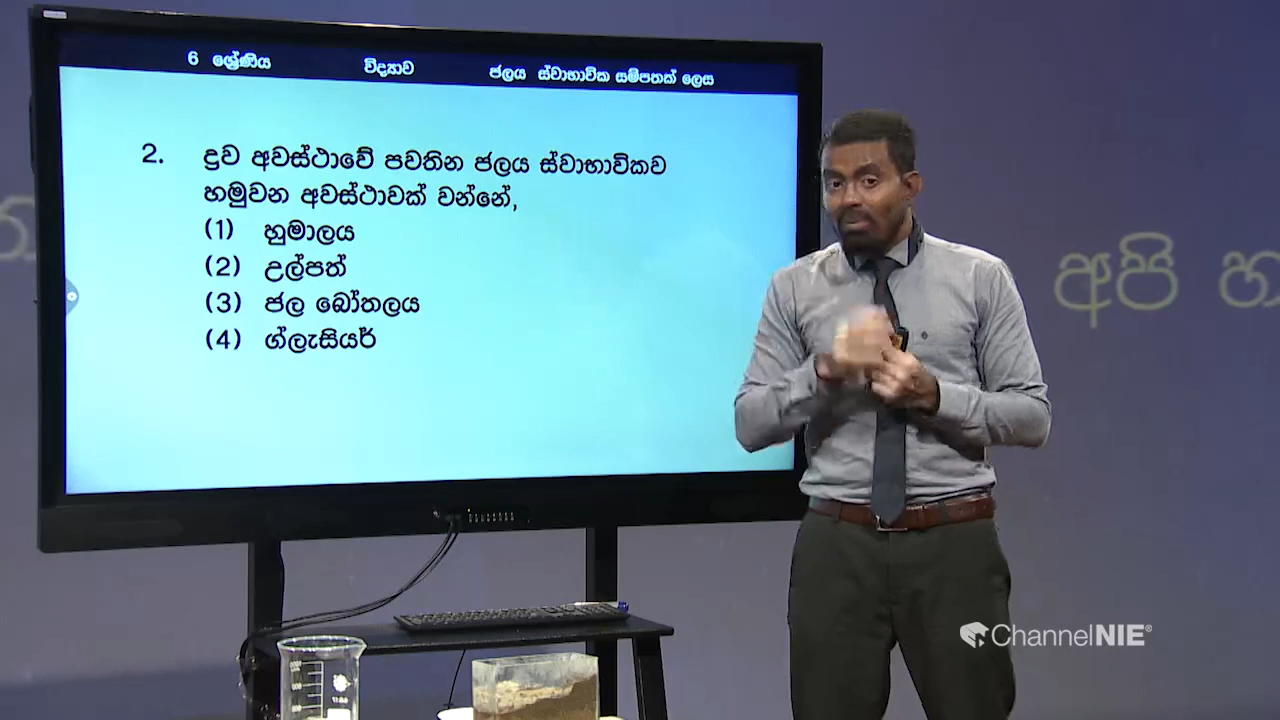 6 ශ්‍රේණිය විද්‍යාව ජලය ස්වාභාවික සම්පතක් ලෙස
2. ද්‍රව අවස්ථාවේ පවතින ජලය ස්වාභාවිකව
හමුවන අවස්ථාවක් වන්නේ,
(1) හුමාලය
(2) උල්පත්
(3) ජල බෝතලය
(4) ග්ලැසියර්
අපි හ
ChannelNIE®